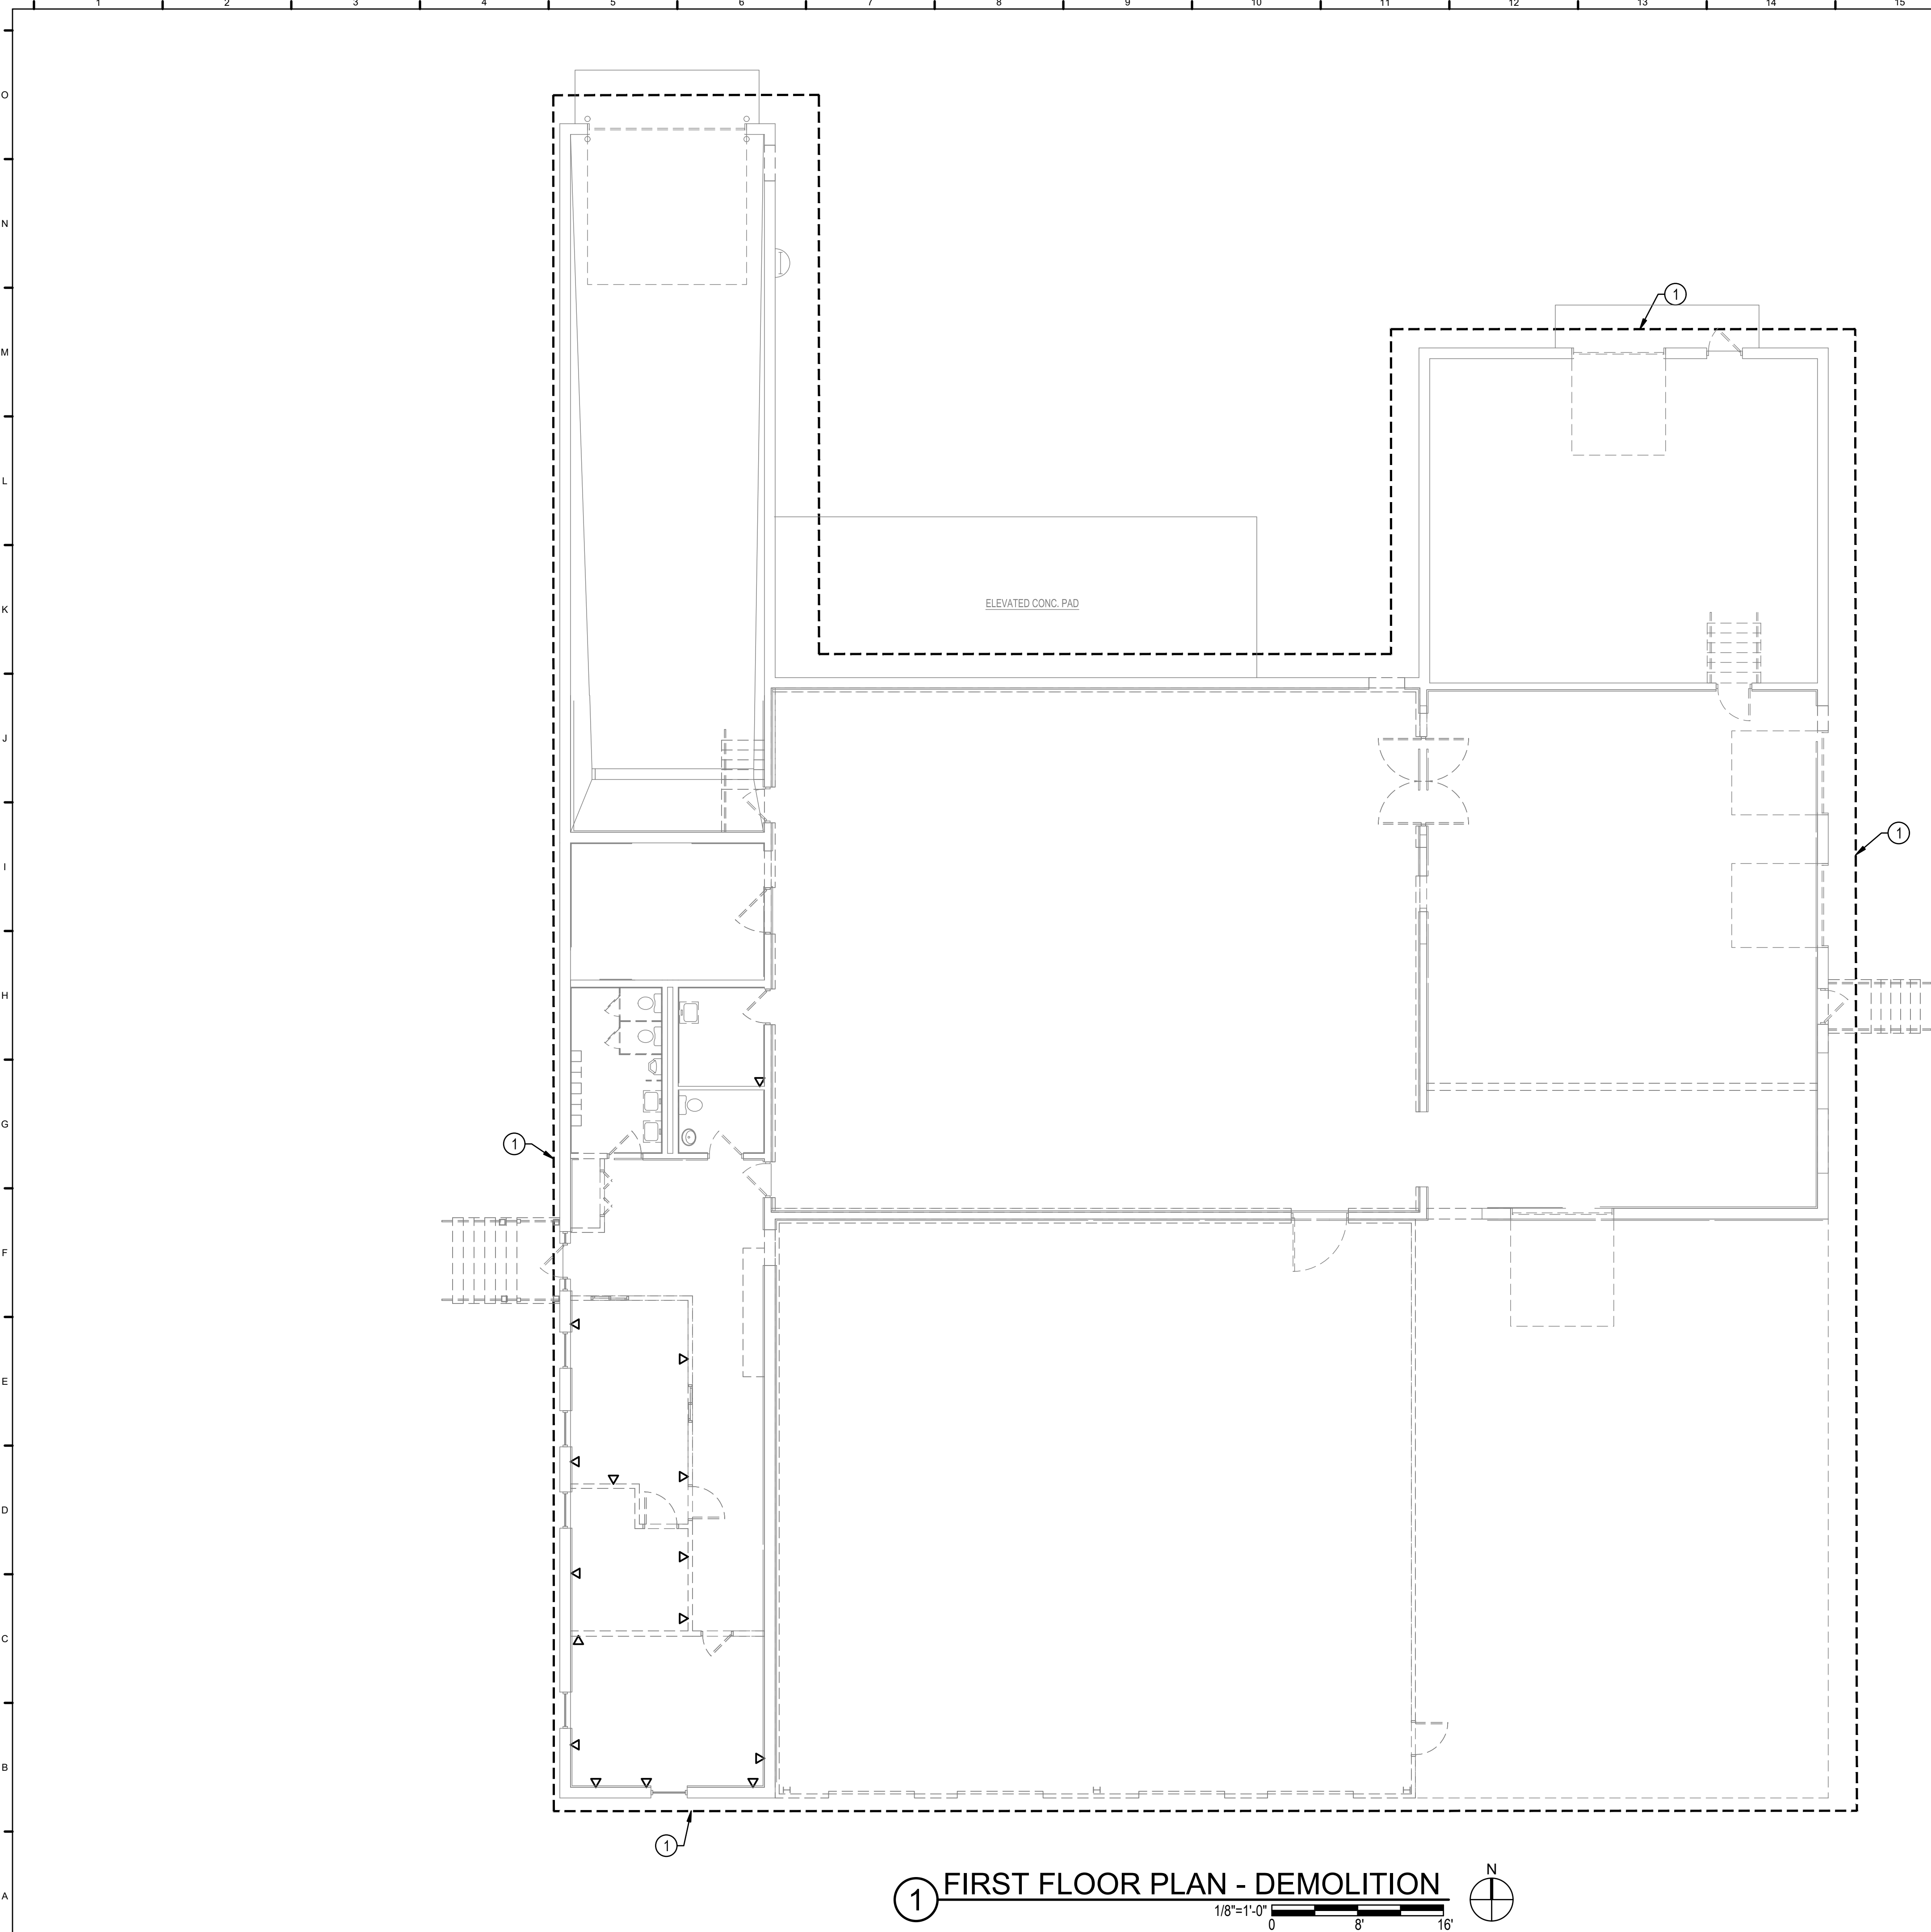 1 2 3 4 5 6 7 8 9 10 11 12 13 14 15
O
N
1
M
L
K
ELEVATED CONC. PAD
J
1
I
H
G
1
F
E
D
C
B
1
A
1 FIRST FLOOR PLAN - DEMOLITION
N
1/8"=1'-0"
0 8' 16'